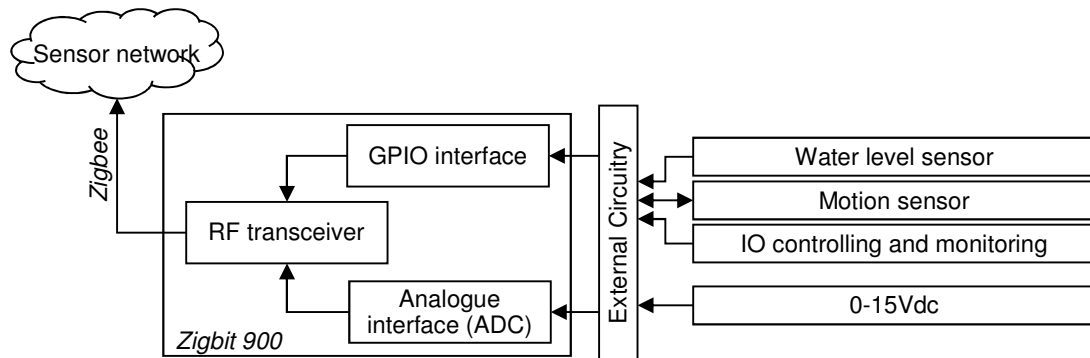 Sensor network
Zigbee
GPIO interface
RF transceiver
Analogue
interface (ADC)
Zigbit 900
External Circuitry
Water level sensor
Motion sensor
IO controlling and monitoring
0-15Vdc